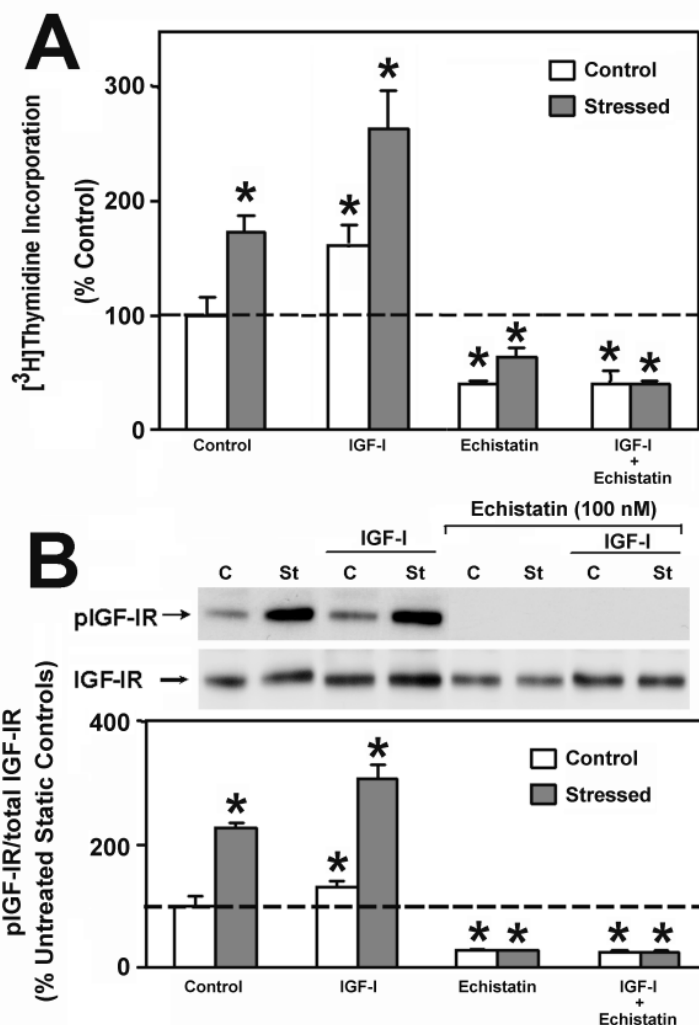 A
[³H]Thymidine Incorporation
(% Control)
300
200
100
0
Control
Stressed
*
*
*
*
*
*
*
Control
IGF-I
Echistatin
IGF-I
+
Echistatin
B
Echistatin (100 nM)
IGF-I
IGF-I
C St C St C St C St
pIGF-IR
IGF-IR
pIGF-IR/total IGF-IR
(% Untreated Static Controls)
400
200
0
Control
Stressed
*
*
*
*
*
*
*
Control
IGF-I
Echistatin
IGF-I
+
Echistatin